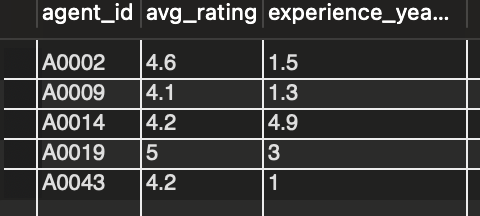 agent_id avg_rating experience_yea...
A0002 4.6 1.5
A0009 4.1 1.3
A0014 4.2 4.9
A0019 5 3
A0043 4.2 1